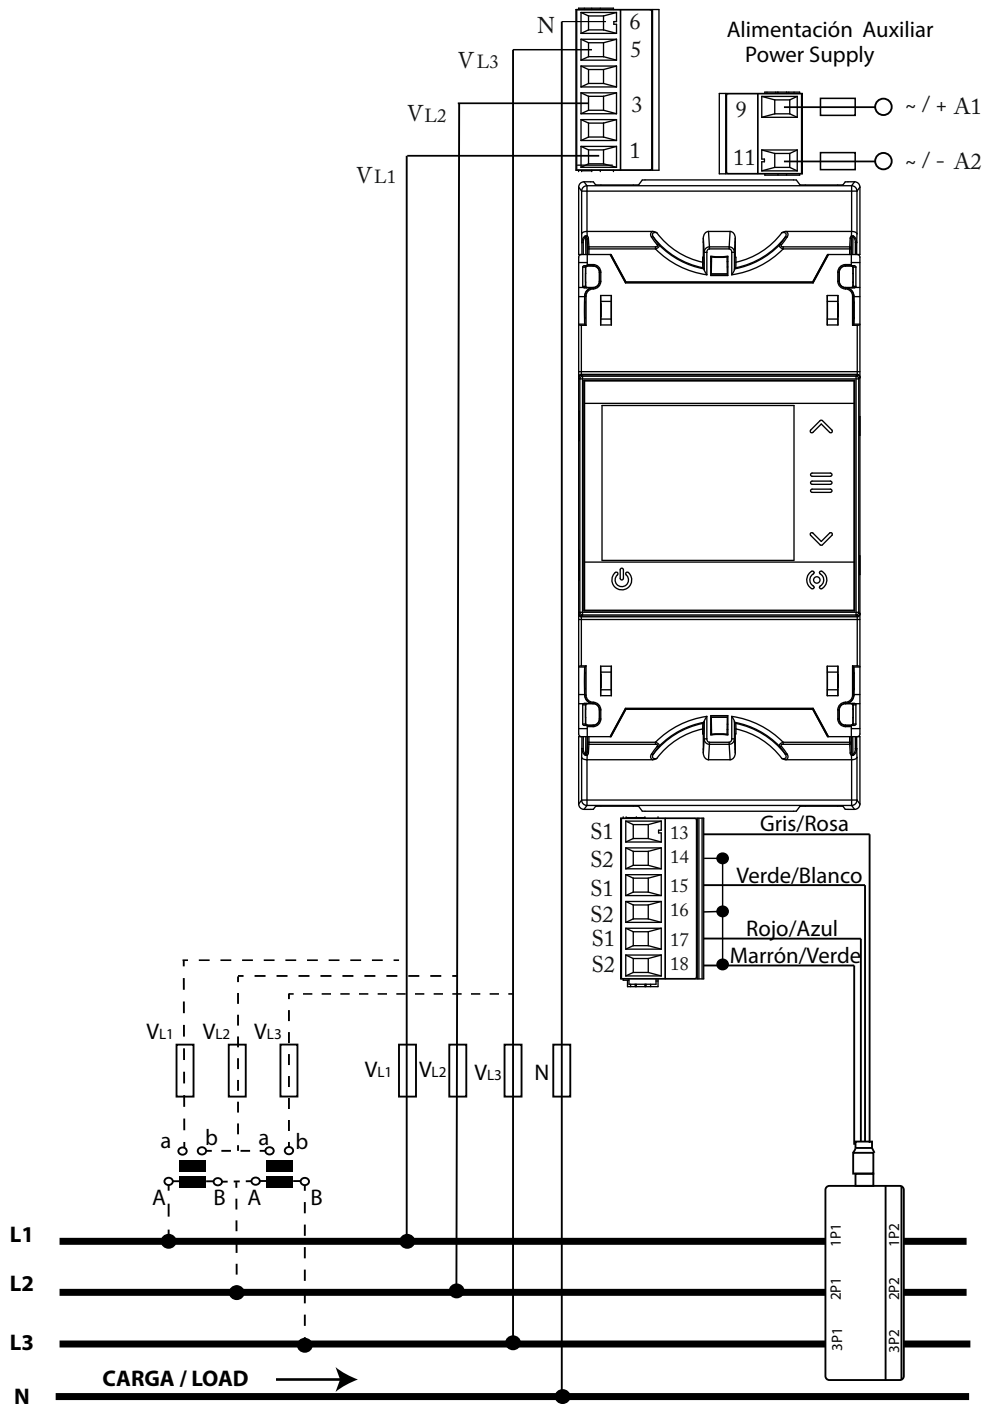 N
6
VL3
5
VL2
3
VL1
1
Alimentación Auxiliar
Power Supply
9
~ / + A1
11
~ / - A2
S1 13 Gris/Rosa
S2 14
S1 15 Verde/Blanco
S2 16
S1 17 Rojo/Azul
S2 18 Marrón/Verde
VL1 VL2 VL3
VL1 VL2 VL3 N
a b a b
A B A B
L1 1P1 1P2
L2 2P1 2P2
L3 3P1 3P2
CARGA / LOAD
N